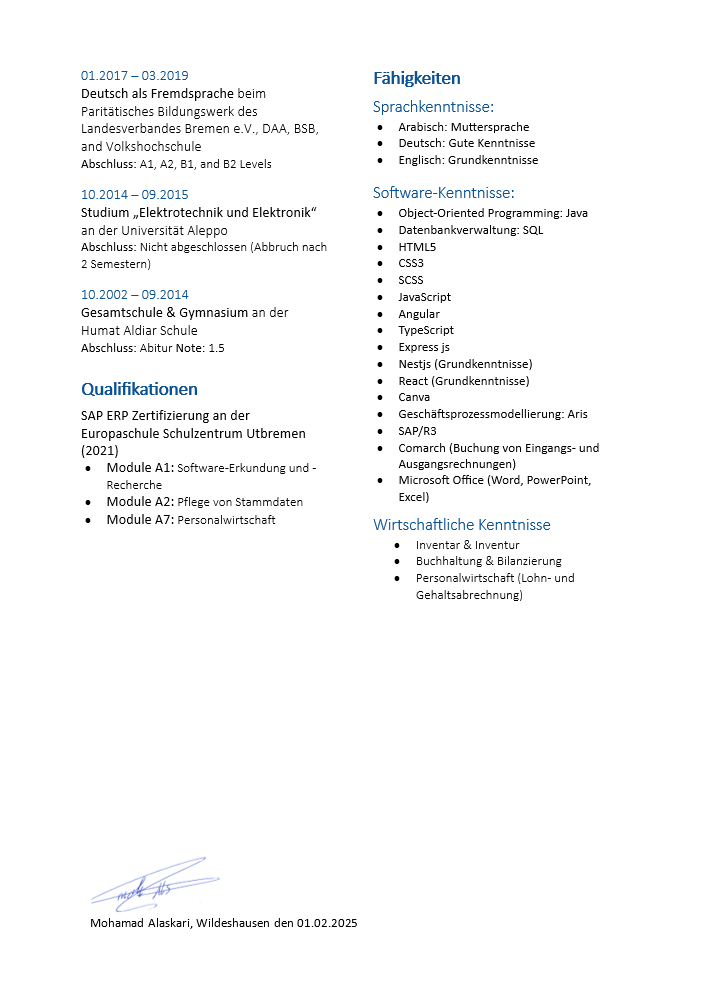 01.2017 – 03.2019
Deutsch als Fremdsprache beim
Paritätisches Bildungswerk des
Landesverbandes Bremen e.V., DAA, BSB,
and Volkshochschule
Abschluss: A1, A2, B1, and B2 Levels
10.2014 – 09.2015
Studium „Elektrotechnik und Elektronik“
an der Universität Aleppo
Abschluss: Nicht abgeschlossen (Abbruch nach
2 Semestern)
10.2002 – 09.2014
Gesamtschule & Gymnasium an der
Humat Aldiar Schule
Abschluss: Abitur Note: 1.5
Qualifikationen
SAP ERP Zertifizierung an der
Europaschule Schulzentrum Utbremen
(2021)
• Module A1: Software-Erkundung und -
Recherche
• Module A2: Pflege von Stammdaten
• Module A7: Personalwirtschaft
Fähigkeiten
Sprachkenntnisse:
• Arabisch: Muttersprache
• Deutsch: Gute Kenntnisse
• Englisch: Grundkenntnisse
Software-Kenntnisse:
• Object-Oriented Programming: Java
• Datenbankverwaltung: SQL
• HTML5
• CSS3
• SCSS
• JavaScript
• Angular
• TypeScript
• Express js
• Nestjs (Grundkenntnisse)
• React (Grundkenntnisse)
• Canva
• Geschäftsprozessmodellierung: Aris
• SAP/R3
• Comarch (Buchung von Eingangs- und
Ausgangsrechnungen)
• Microsoft Office (Word, PowerPoint,
Excel)
Wirtschaftliche Kenntnisse
• Inventar & Inventur
• Buchhaltung & Bilanzierung
• Personalwirtschaft (Lohn- und
Gehaltsabrechnung)
Mohamad Alaskari, Wildeshausen den 01.02.2025